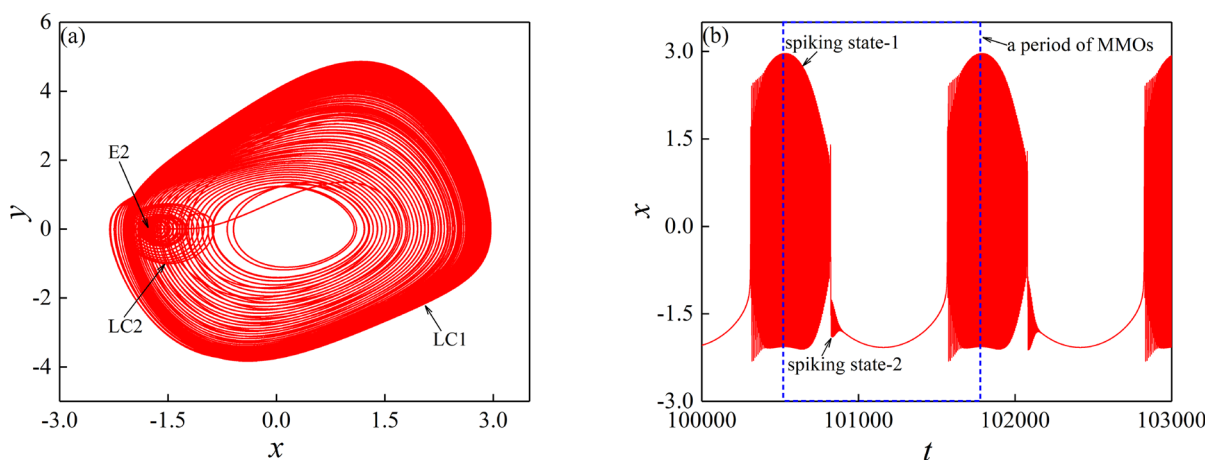 (a)
6
4
2
0
-2
-4
y
E2
LC2
LC1
-3.0 -1.5 0.0 1.5 3.0
x
(b)
spiking state-1
a period of MMOs
3.0
1.5
0.0
-1.5
-3.0
x
spiking state-2
100000 101000 102000 103000
t